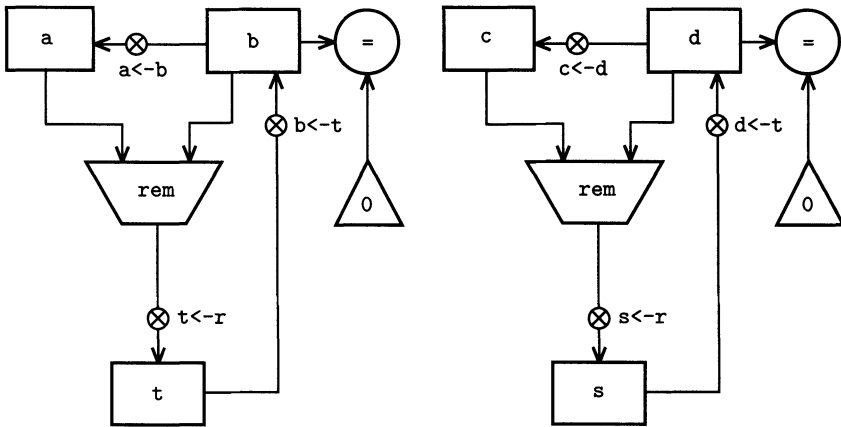 a b = c d =
a<-b c<-d
b<-t d<-t
rem 0 rem 0
t<-r s<-r
t s